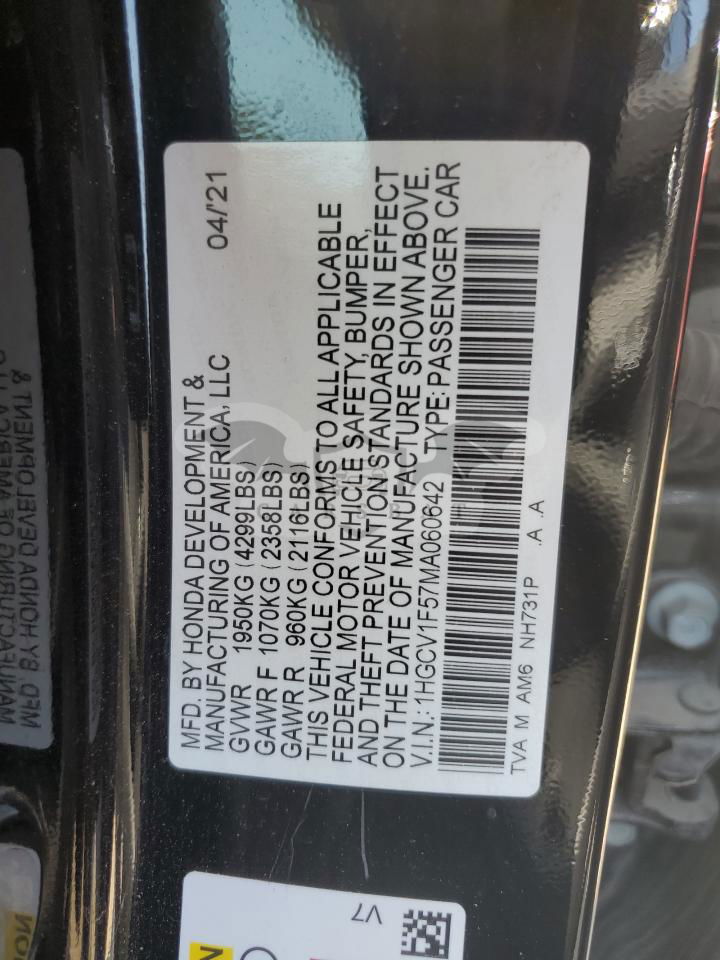 MFD. BY HONDA DEVELOPMENT &
MANUFACTURING OF AMERICA, LLC 04/'21
GVWR 1950KG (4299LBS)
GAWR F 1070KG (2358LBS)
GAWR R 960KG (2116LBS)
THIS VEHICLE CONFORMS TO ALL APPLICABLE
FEDERAL MOTOR VEHICLE SAFETY, BUMPER,
AND THEFT PREVENTION STANDARDS IN EFFECT
ON THE DATE OF MANUFACTURE SHOWN ABOVE.
V.I.N.: 1HGCV1F57MA060642 TYPE: PASSENGER CAR
TVA M AM6 NH731P .A .A
V7